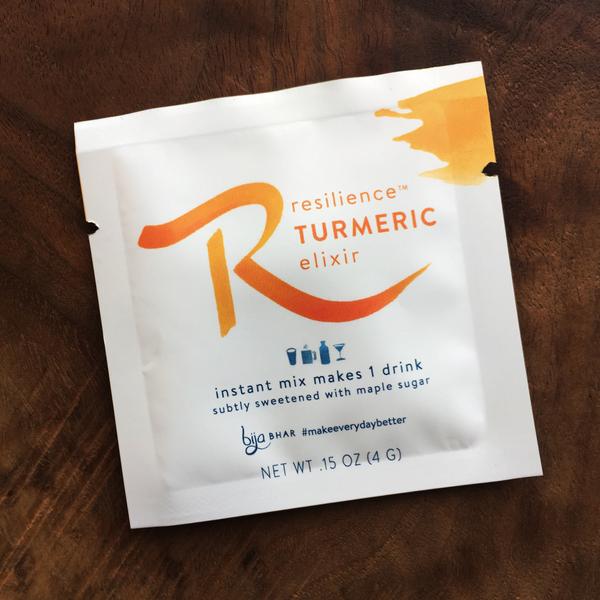 R
resilience™
TURMERIC
elixir
instant mix makes 1 drink
subtly sweetened with maple sugar
bija BHAR #makeeverydaybetter
NET WT .15 OZ (4 G)